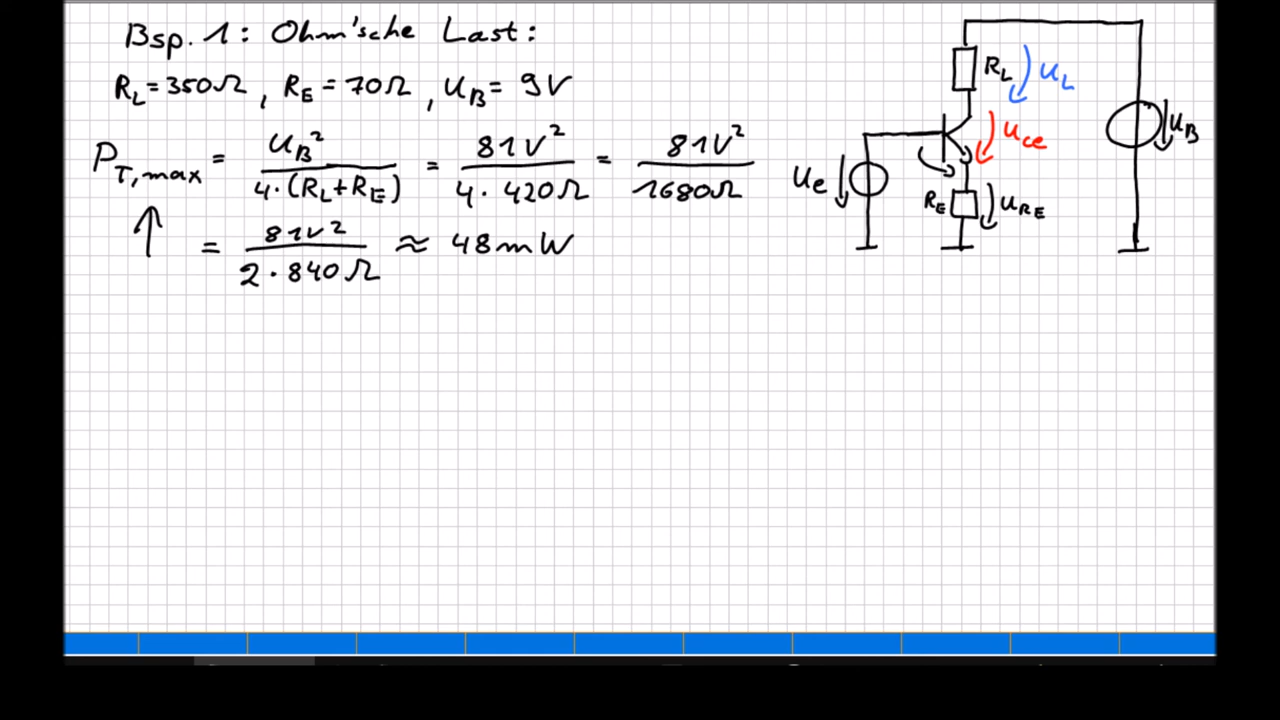 Bsp. 1: Ohm'sche Last:
R_L = 350Ω, R_E = 70Ω, U_B = 9V
P_T,max = U_B² / 4·(R_L+R_E) = 81V² / 4·420Ω = 81V² / 1680Ω
= 81V² / 2·840Ω ≈ 48mW
R_L
U_L
U_ce
U_B
U_e
R_E
U_RE